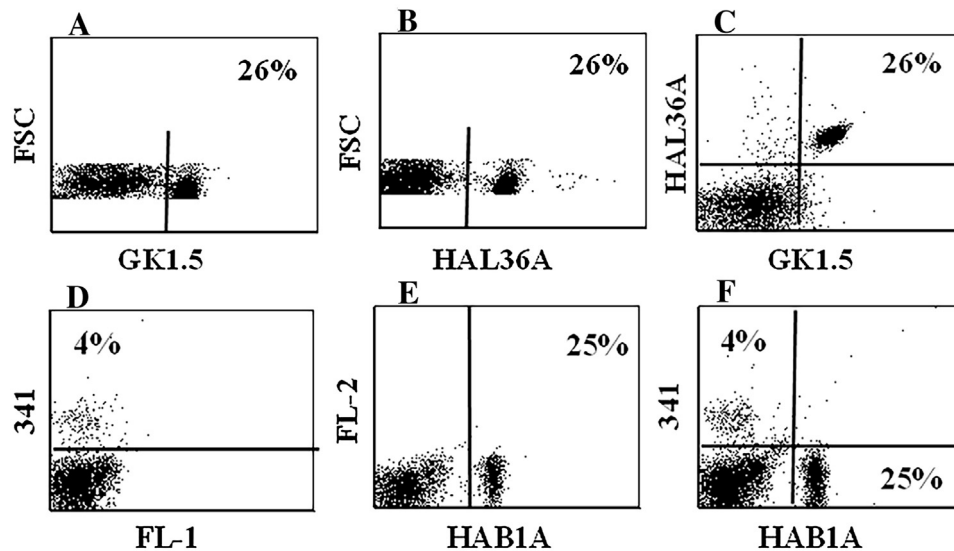 A
B
C
FSC
26%
GK1.5
FSC
26%
HAL36A
HAL36A
26%
GK1.5
D
E
F
341
4%
FL-1
FL-2
25%
HAB1A
341
4%
25%
HAB1A